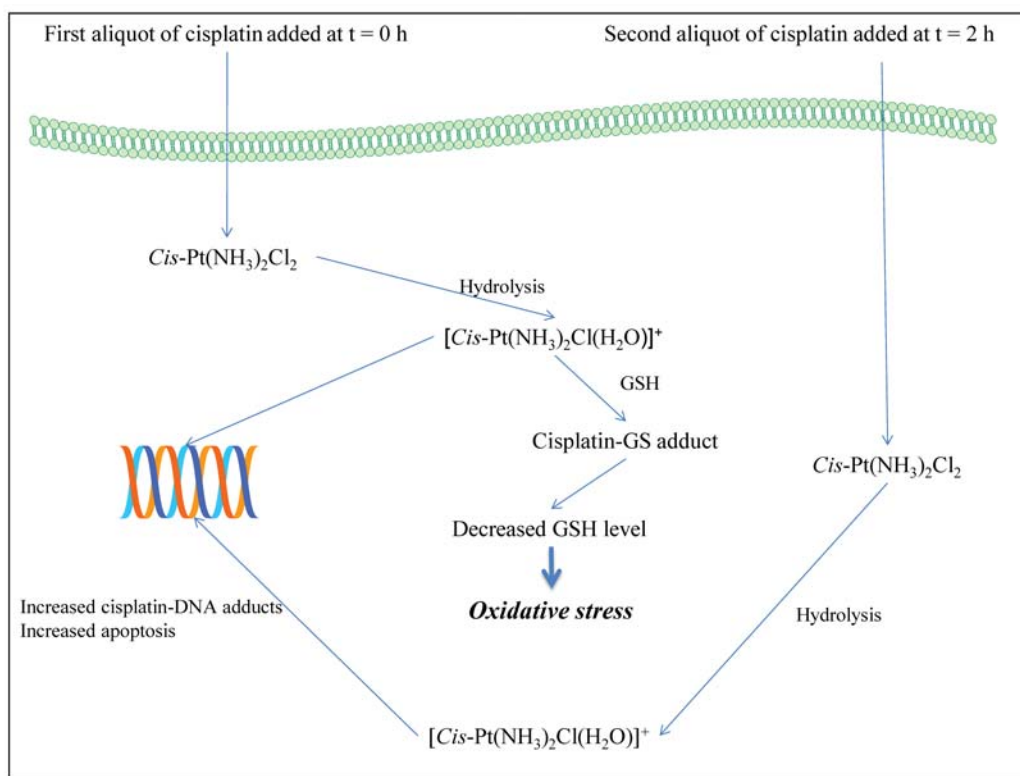 First aliquot of cisplatin added at t = 0 h
Second aliquot of cisplatin added at t = 2 h
Cis-Pt(NH₃)₂Cl₂
Hydrolysis
[Cis-Pt(NH₃)₂Cl(H₂O)]⁺
GSH
Cisplatin-GS adduct
Cis-Pt(NH₃)₂Cl₂
Decreased GSH level
Oxidative stress
Increased cisplatin-DNA adducts
Increased apoptosis
Hydrolysis
[Cis-Pt(NH₃)₂Cl(H₂O)]⁺